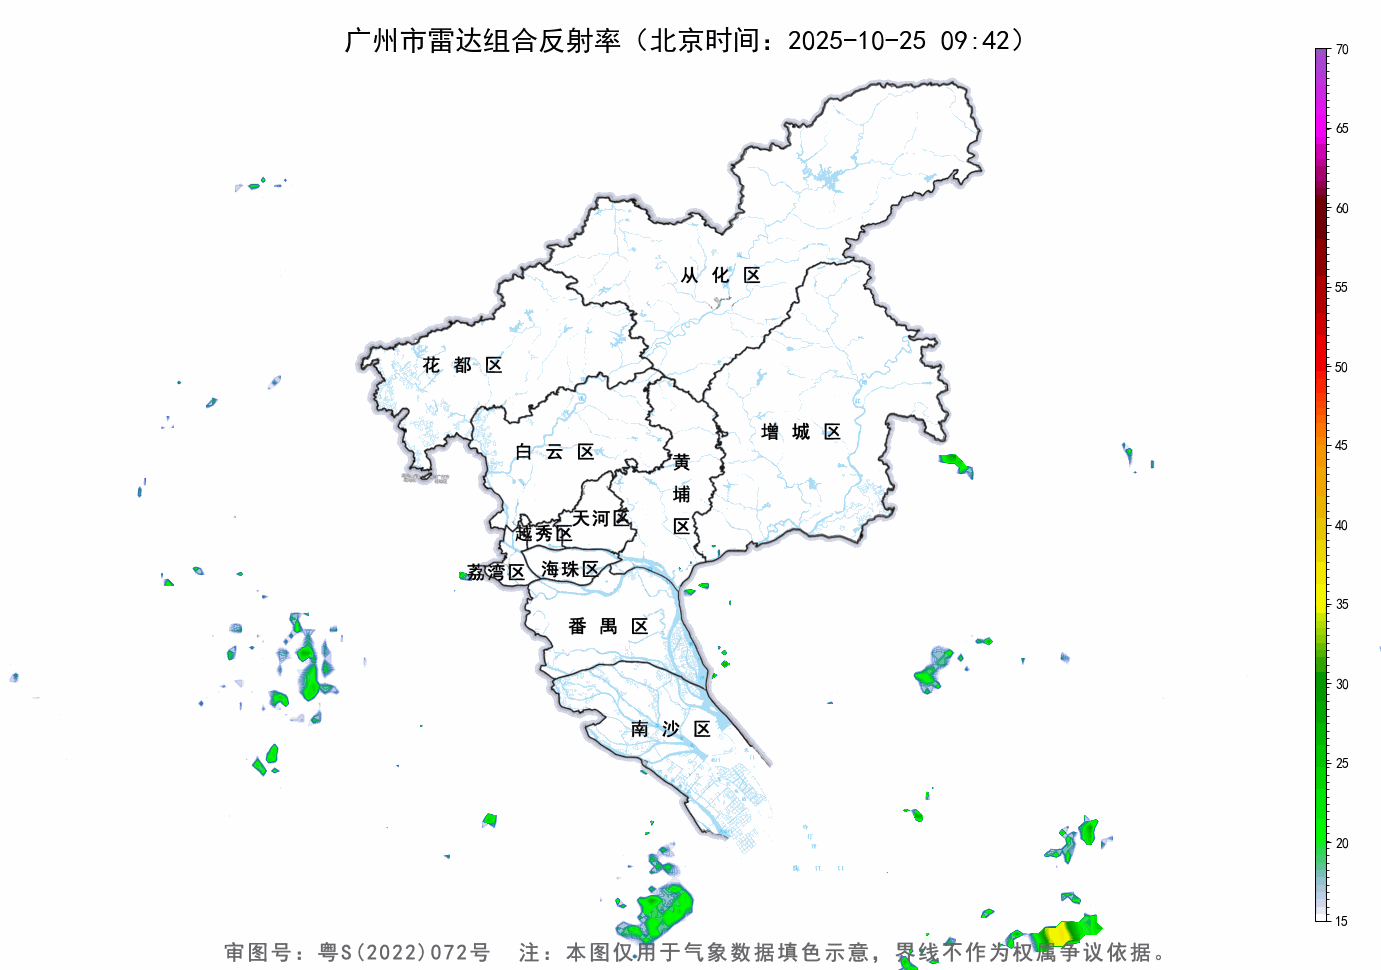 广州市雷达组合反射率（北京时间：2025-10-25 09:42）
70
65
60
55
50
45
40
35
30
25
20
15
从化区
花都区
增城区
白云区
黄埔区
天河区
越秀区
荔湾区
海珠区
番禺区
南沙区
审图号：粤S(2022)072号 注：本图仅用于气象数据填色示意，界线不作为权属争议依据。